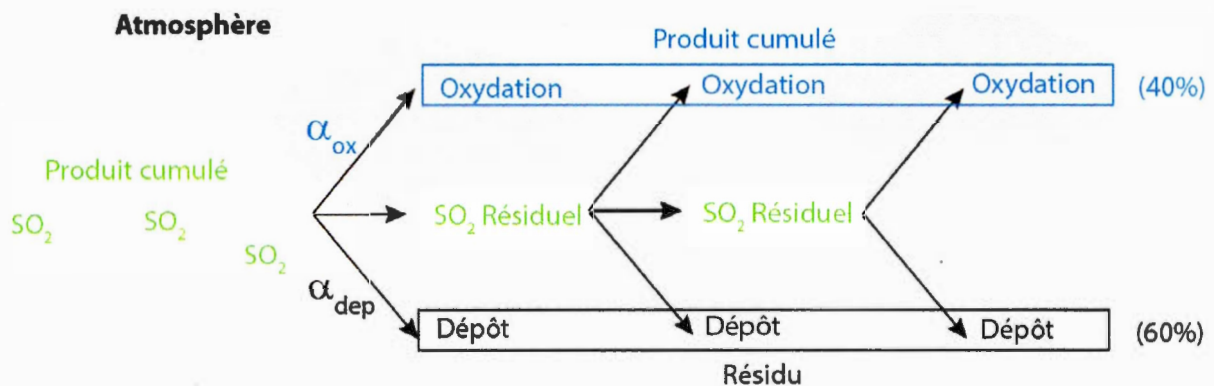 Atmosphère
Produit cumulé
Oxydation Oxydation Oxydation (40%)
α_ox
Produit cumulé
SO₂ SO₂ SO₂
SO₂ Résiduel SO₂ Résiduel
α_dep
Dépôt Dépôt Dépôt (60%)
Résidu